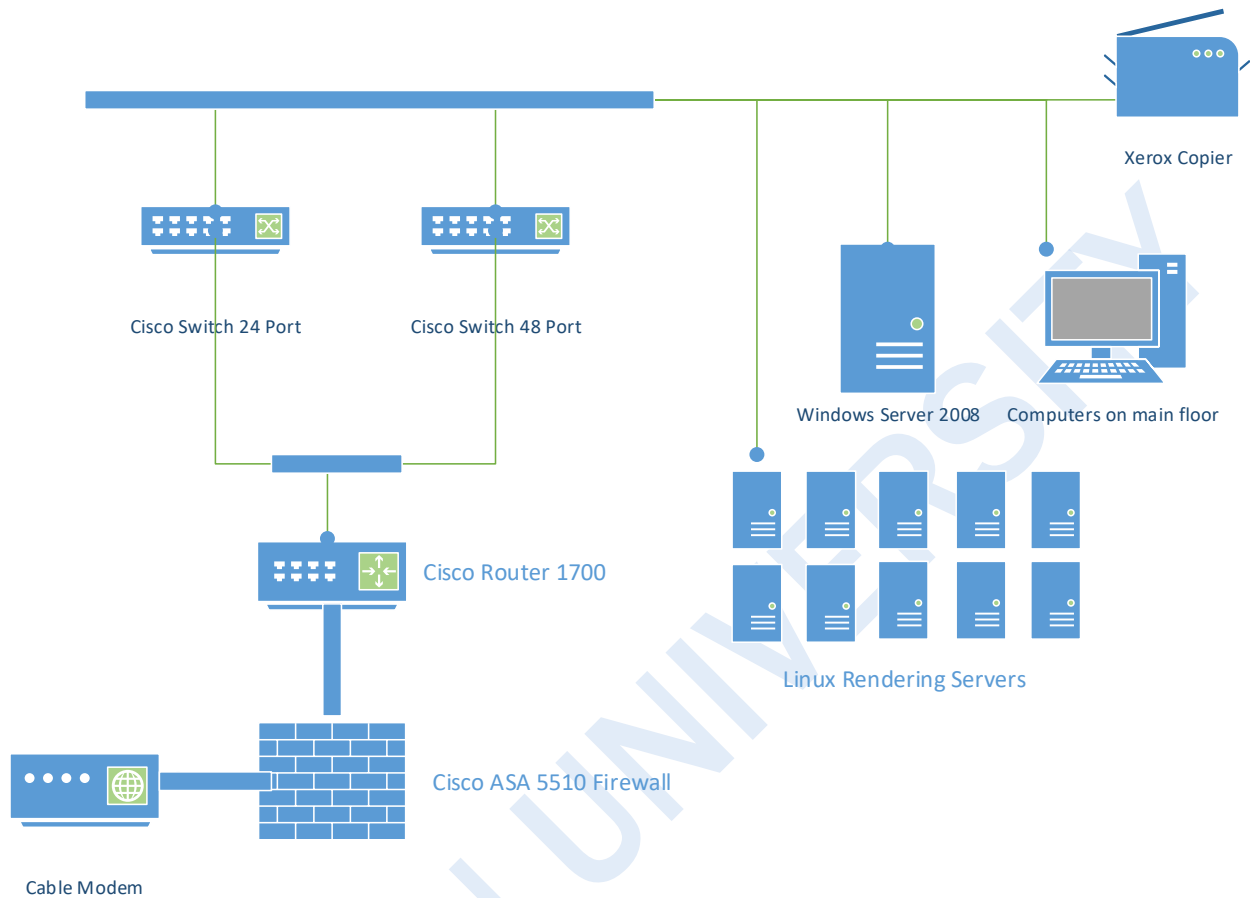 Xerox Copier
Cisco Switch 24 Port
Cisco Switch 48 Port
Windows Server 2008
Computers on main floor
Cisco Router 1700
Linux Rendering Servers
Cisco ASA 5510 Firewall
Cable Modem
UNIVERSITY